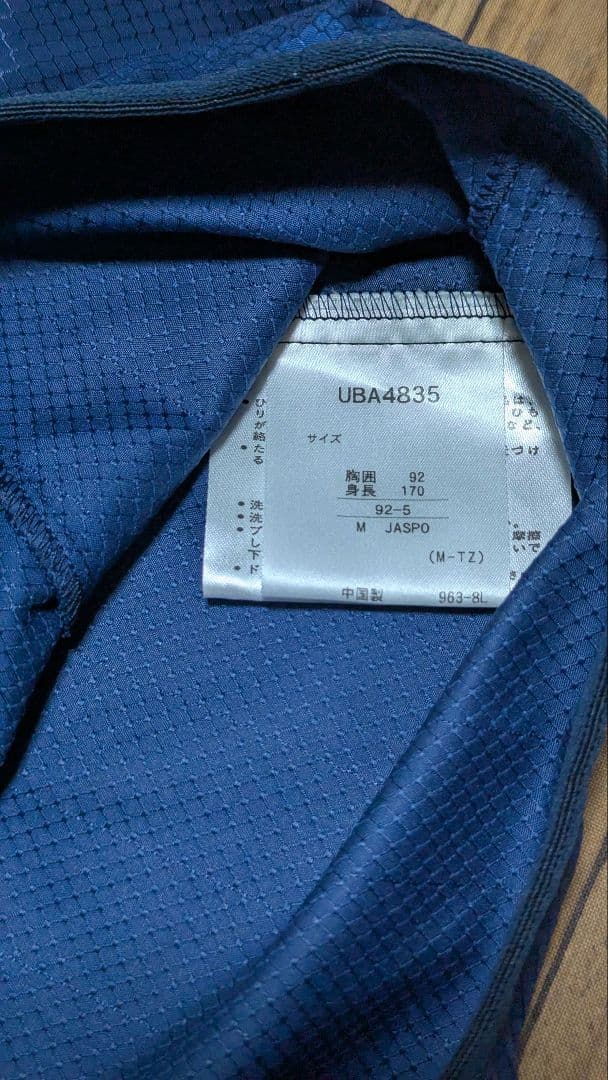 UBA4835
サイズ
胸囲 92
身長 170
92-5
M JASPO
(M-TZ)
中国製 963-8L